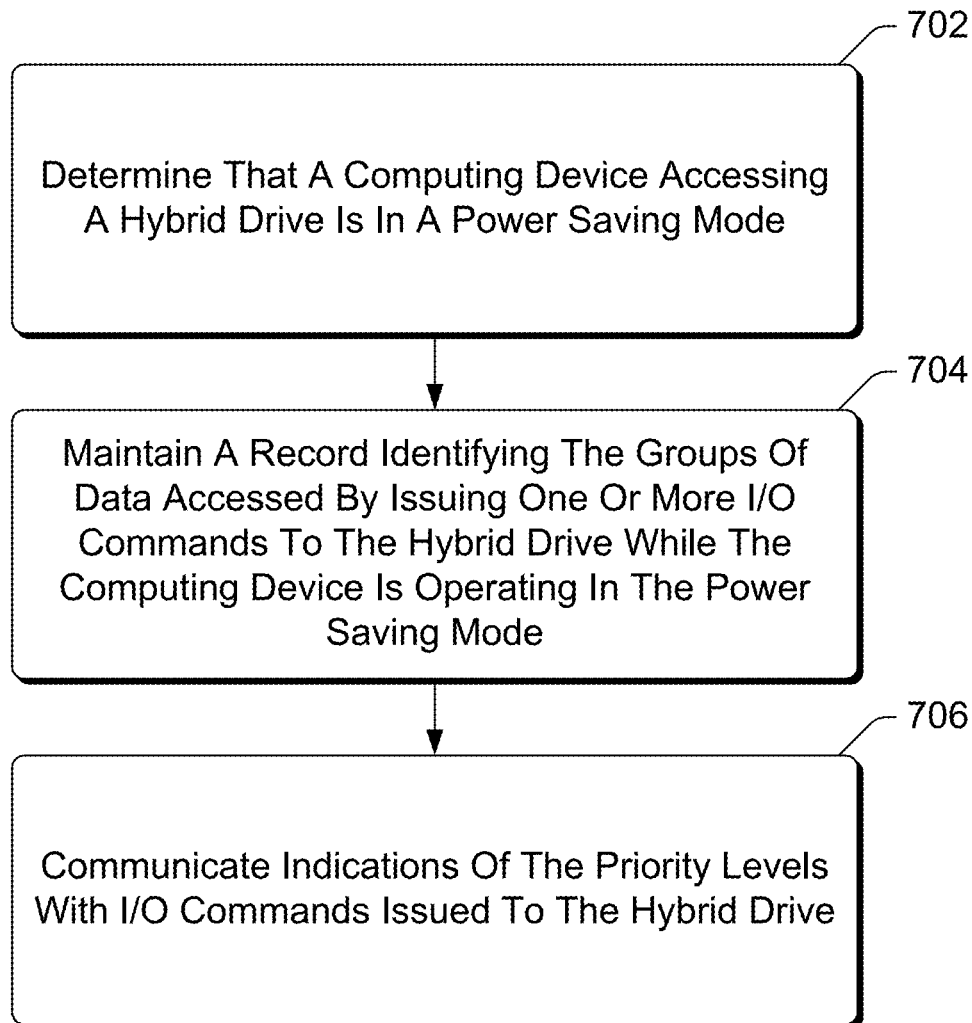 702
Determine That A Computing Device Accessing
A Hybrid Drive Is In A Power Saving Mode
704
Maintain A Record Identifying The Groups Of
Data Accessed By Issuing One Or More I/O
Commands To The Hybrid Drive While The
Computing Device Is Operating In The Power
Saving Mode
706
Communicate Indications Of The Priority Levels
With I/O Commands Issued To The Hybrid Drive